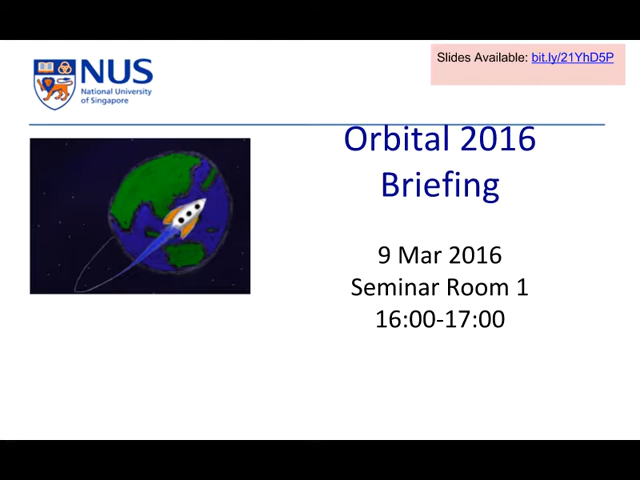 Slides Available: bit.ly/21YhD5P
NUS
National University
of Singapore
Orbital 2016
Briefing
9 Mar 2016
Seminar Room 1
16:00-17:00